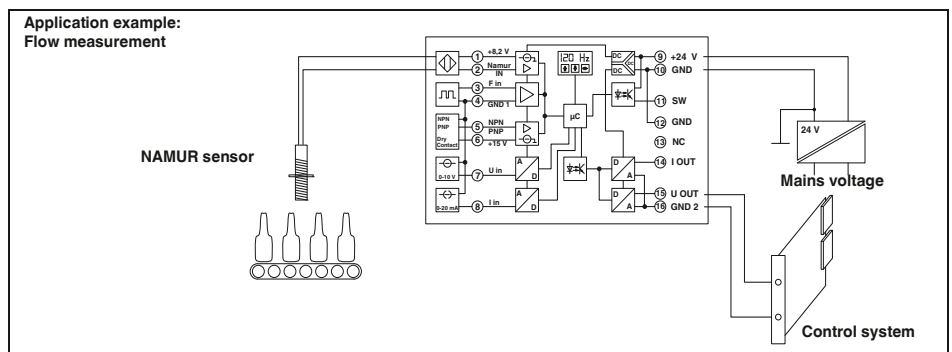 Application example:
Flow measurement
NAMUR sensor
1 +8,2 V
2 Namur
IN
3 F in
4 GND 1
NPN
PNP
Dry
Contact
5 NPN
PNP
6 +15 V
0-10 V
7 U in
0-20 mA
8 I in
A
D
A
D
120 Hz
µC
DC
DC
D
A
D
A
9 +24 V
10 GND
11 SW
12 GND
13 NC
14 I OUT
15 U OUT
16 GND 2
24 V
Mains voltage
Control system